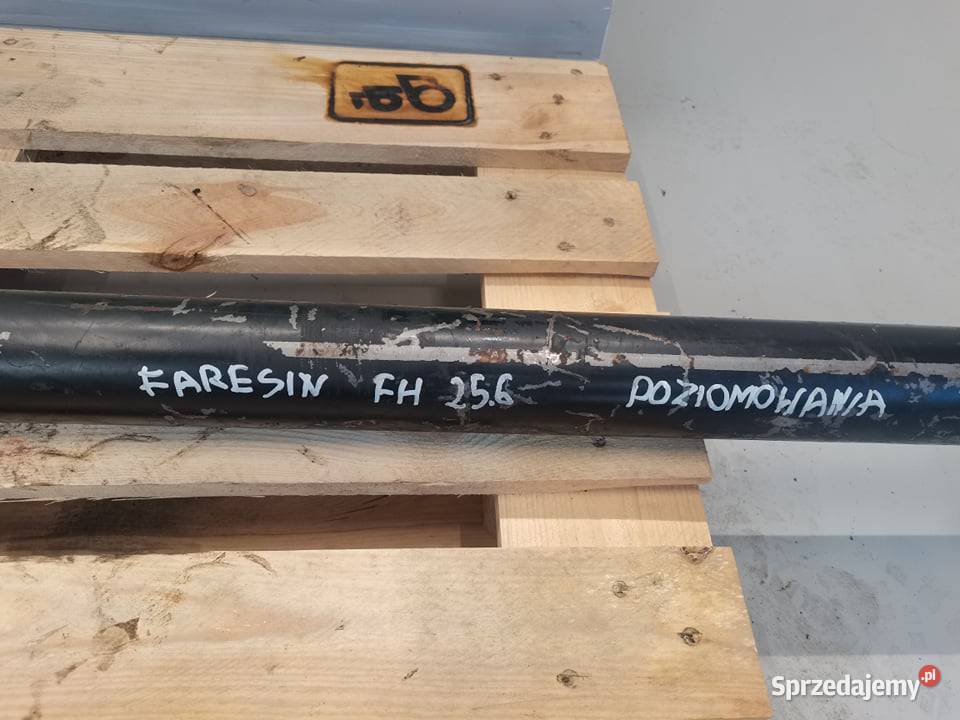 FARESIN FH 25.6 POZIOMOWANIA
Sprzedajemy.pl